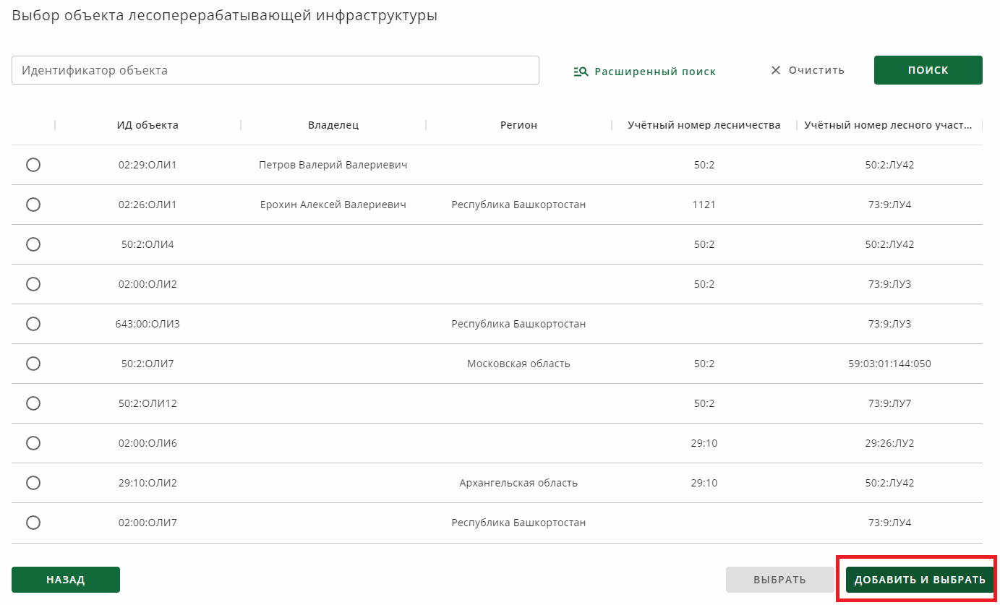 Выбор объекта лесоперерабатывающей инфраструктуры
Идентификатор объекта Расширенный поиск Очистить ПОИСК
ИД объекта Владелец Регион Учётный номер лесничества Учётный номер лесного участ...
02:29:ОЛИ1 Петров Валерий Валериевич 50:2 50:2:ЛУ42
02:26:ОЛИ1 Ерохин Алексей Валериевич Республика Башкортостан 1121 73:9:ЛУ4
50:2:ОЛИ4 50:2 50:2:ЛУ42
02:00:ОЛИ2 50:2 73:9:ЛУ3
643:00:ОЛИ3 Республика Башкортостан 73:9:ЛУ3
50:2:ОЛИ7 Московская область 50:2 59:03:01:144:050
50:2:ОЛИ12 50:2 73:9:ЛУ7
02:00:ОЛИ6 29:10 29:26:ЛУ2
29:10:ОЛИ2 Архангельская область 29:10 50:2:ЛУ42
02:00:ОЛИ7 Республика Башкортостан 73:9:ЛУ4
НАЗАД ВЫБРАТЬ ДОБАВИТЬ И ВЫБРАТЬ